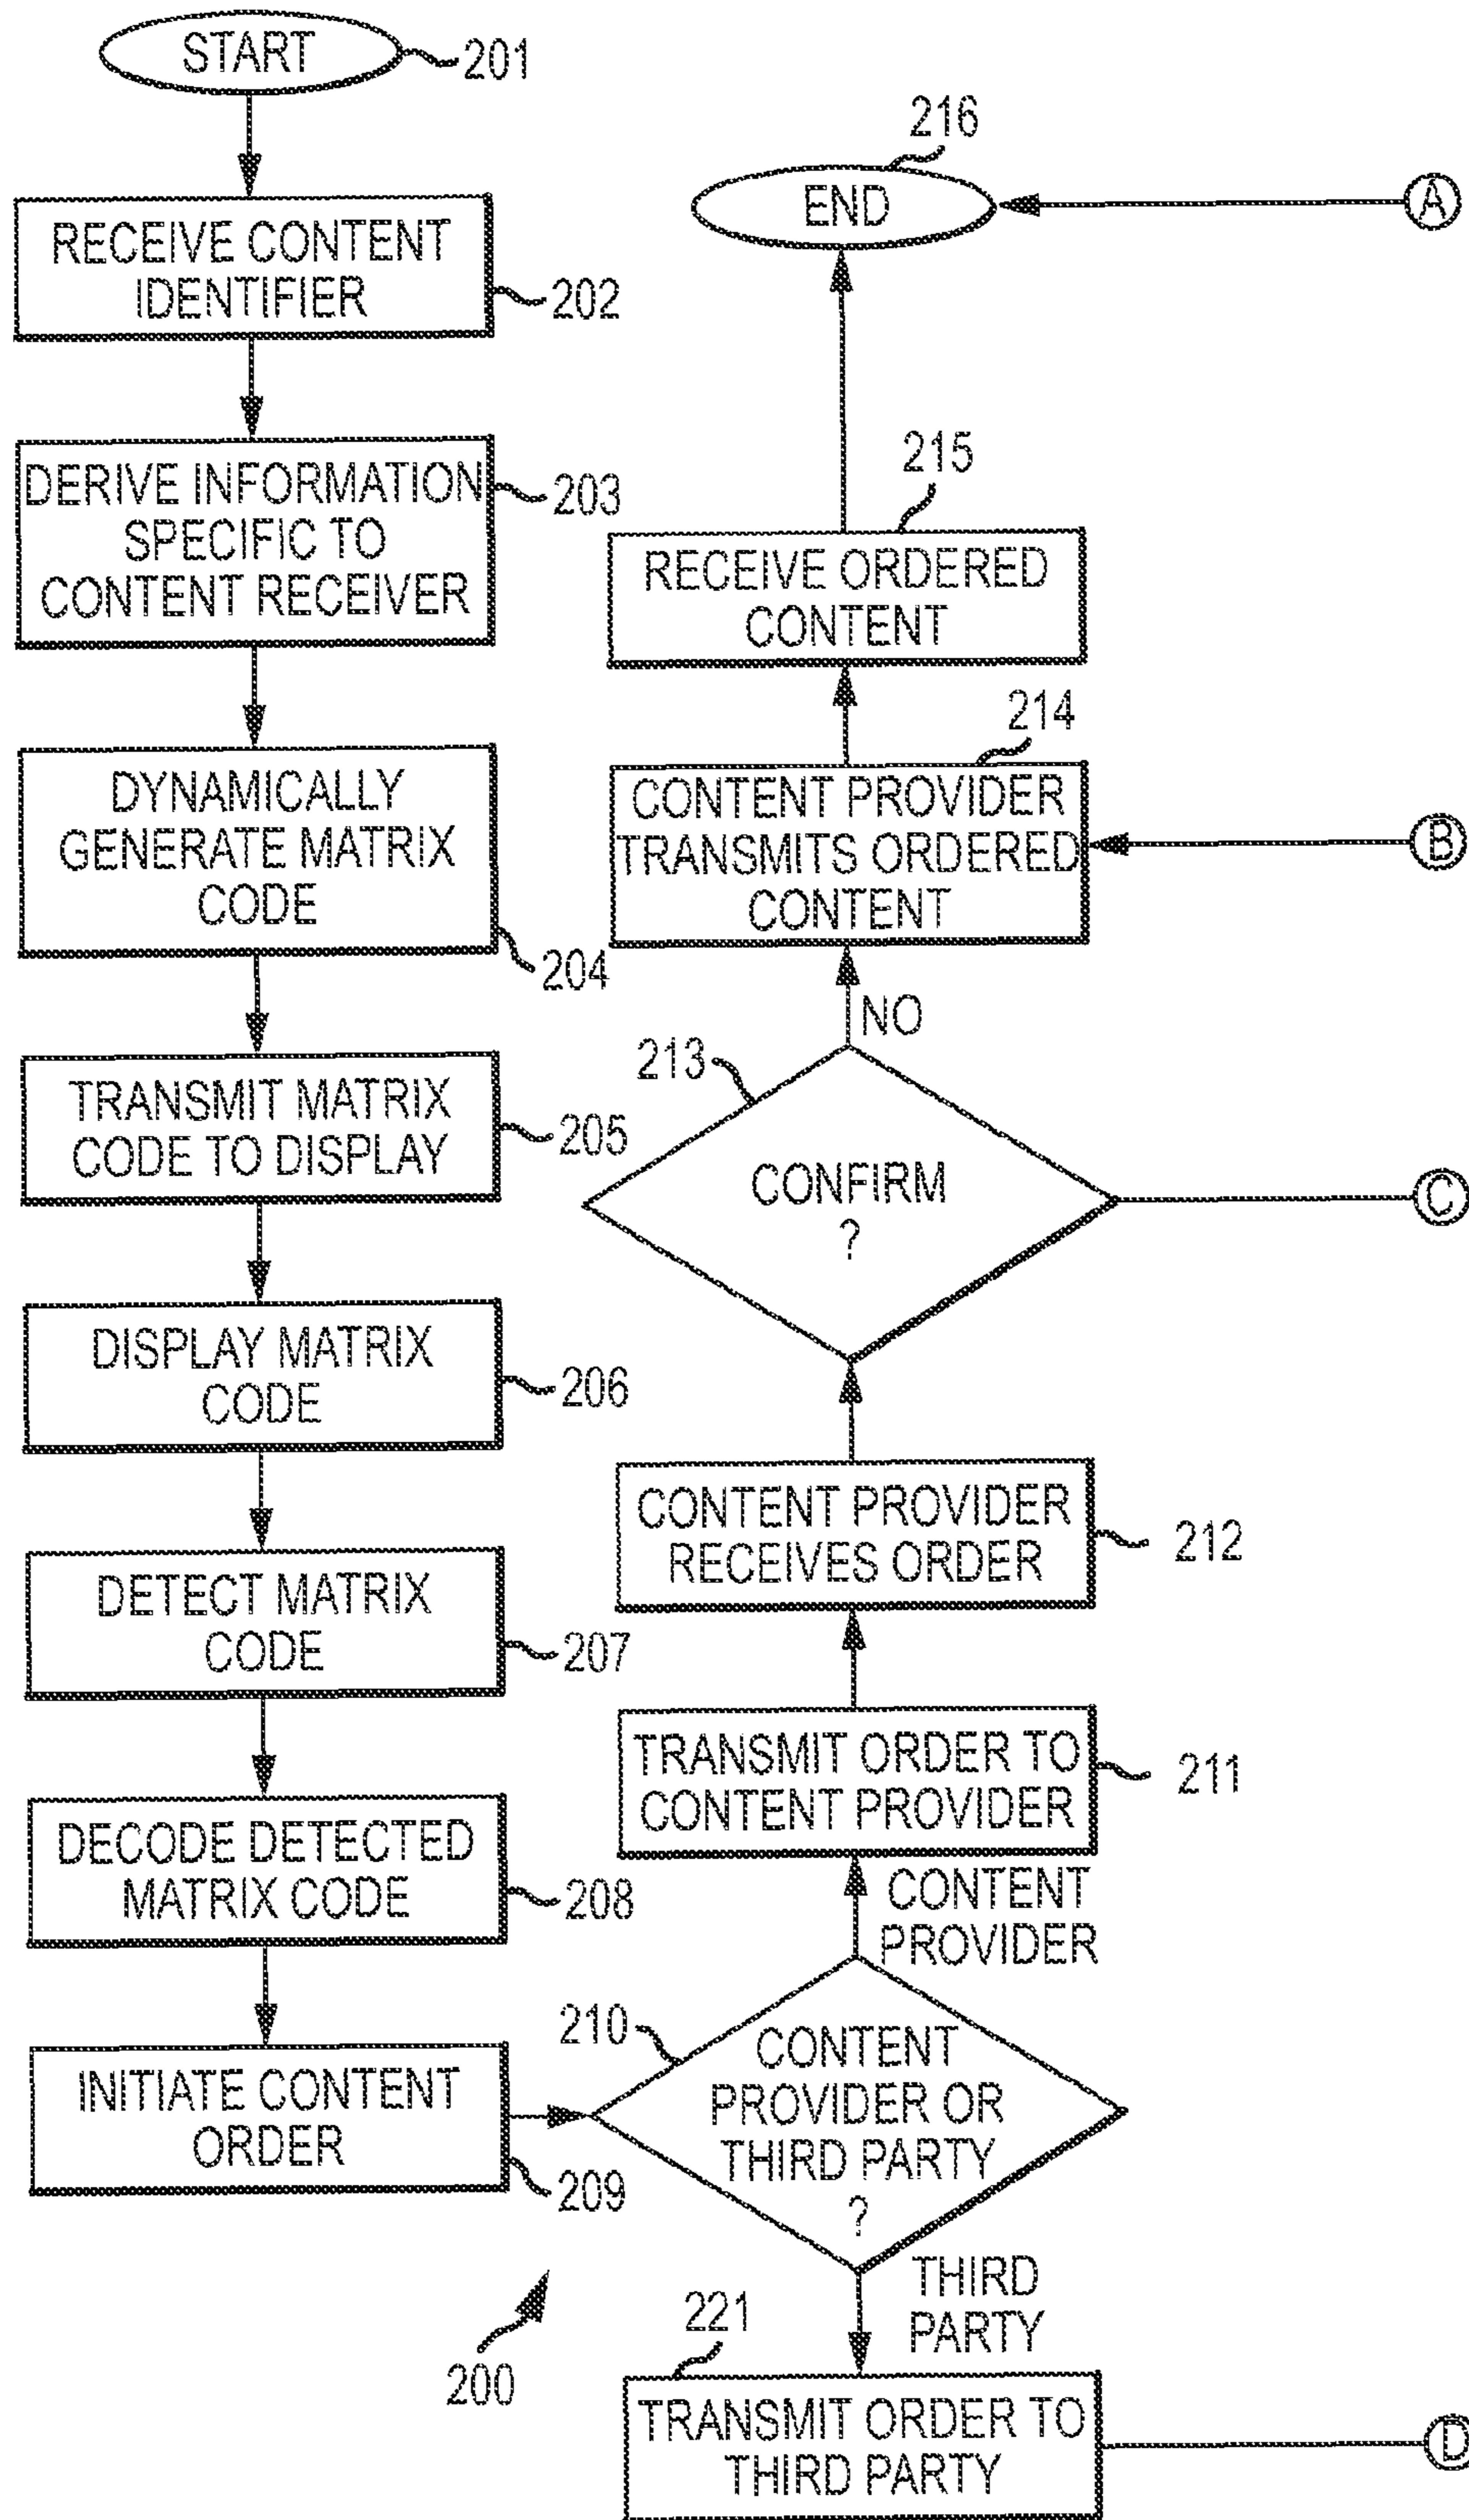 START
201
RECEIVE CONTENT
IDENTIFIER
202
DERIVE INFORMATION
SPECIFIC TO
CONTENT RECEIVER
203
DYNAMICALLY
GENERATE MATRIX
CODE
204
TRANSMIT MATRIX
CODE TO DISPLAY
205
DISPLAY MATRIX
CODE
206
DETECT MATRIX
CODE
207
DECODE DETECTED
MATRIX CODE
208
INITIATE CONTENT
ORDER
209
200
216
END
A
215
RECEIVE ORDERED
CONTENT
214
CONTENT PROVIDER
TRANSMITS ORDERED
CONTENT
B
NO
213
CONFIRM
?
C
CONTENT PROVIDER
RECEIVES ORDER
212
TRANSMIT ORDER TO
CONTENT PROVIDER
211
CONTENT
PROVIDER
210
CONTENT
PROVIDER OR
THIRD PARTY
?
THIRD
PARTY
221
TRANSMIT ORDER TO
THIRD PARTY
D